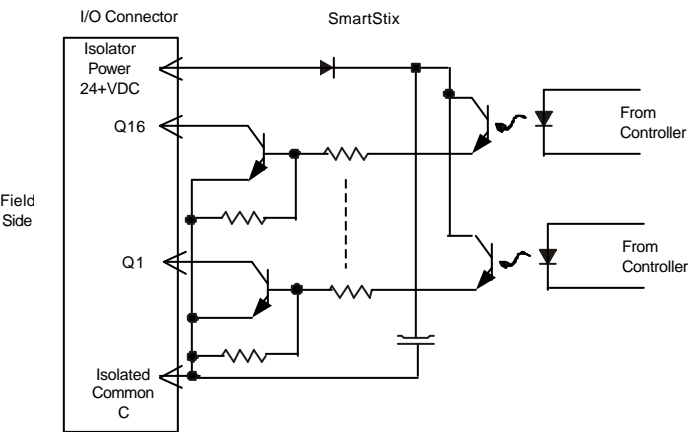 I/O Connector
SmartStix
Isolator
Power
24+VDC
Q16
From
Controller
Field
Side
Q1
From
Controller
Isolated
Common
C